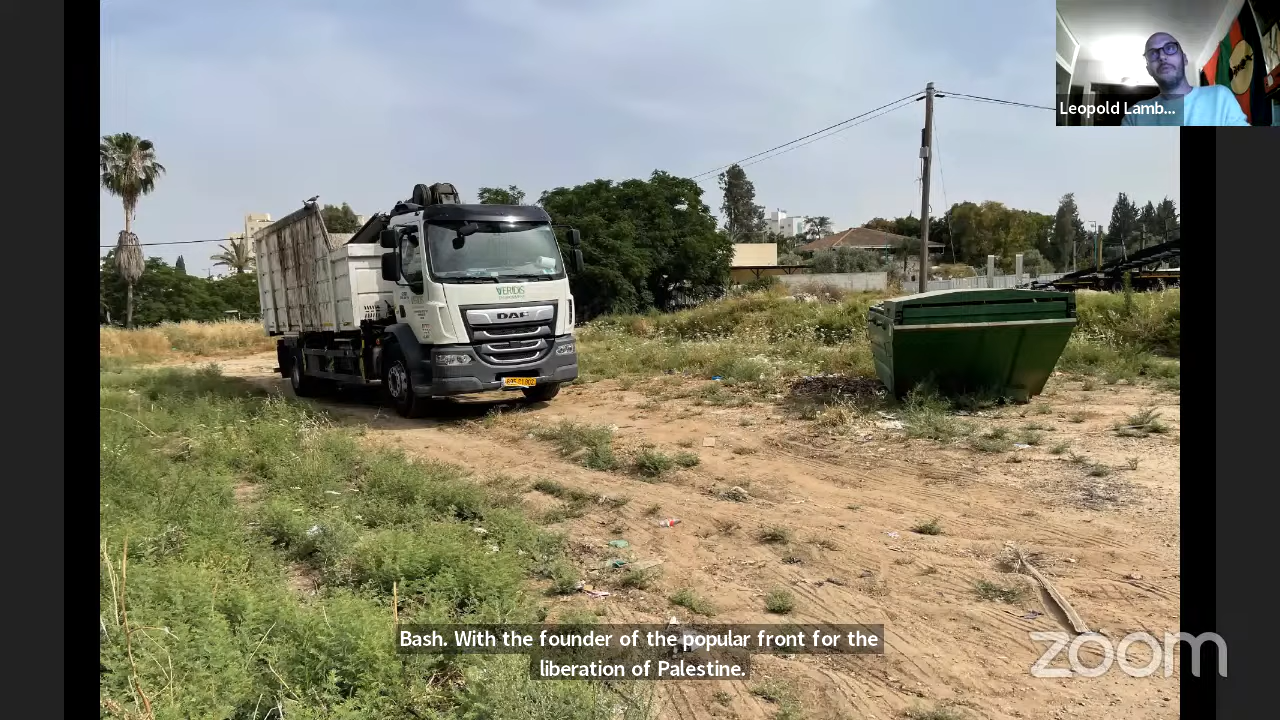 Leopold Lamb...
VERIDIS
DAF
Bash. With the founder of the popular front for the
liberation of Palestine.
zoom